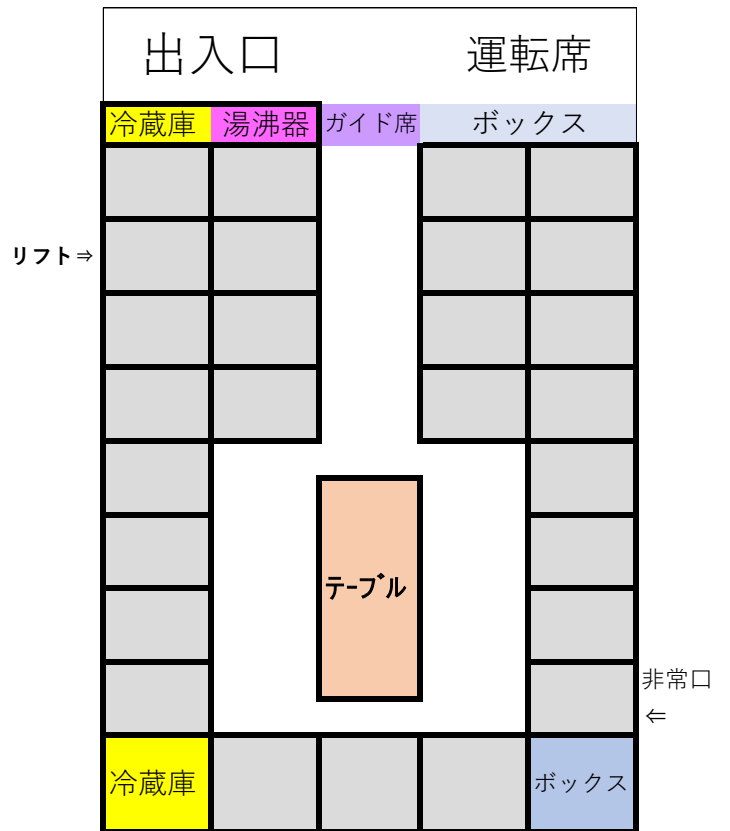 出入口 運転席
冷蔵庫 湯沸器 ガイド席 ボックス
リフト⇒
テーブル
非常口
⇐
冷蔵庫 ボックス